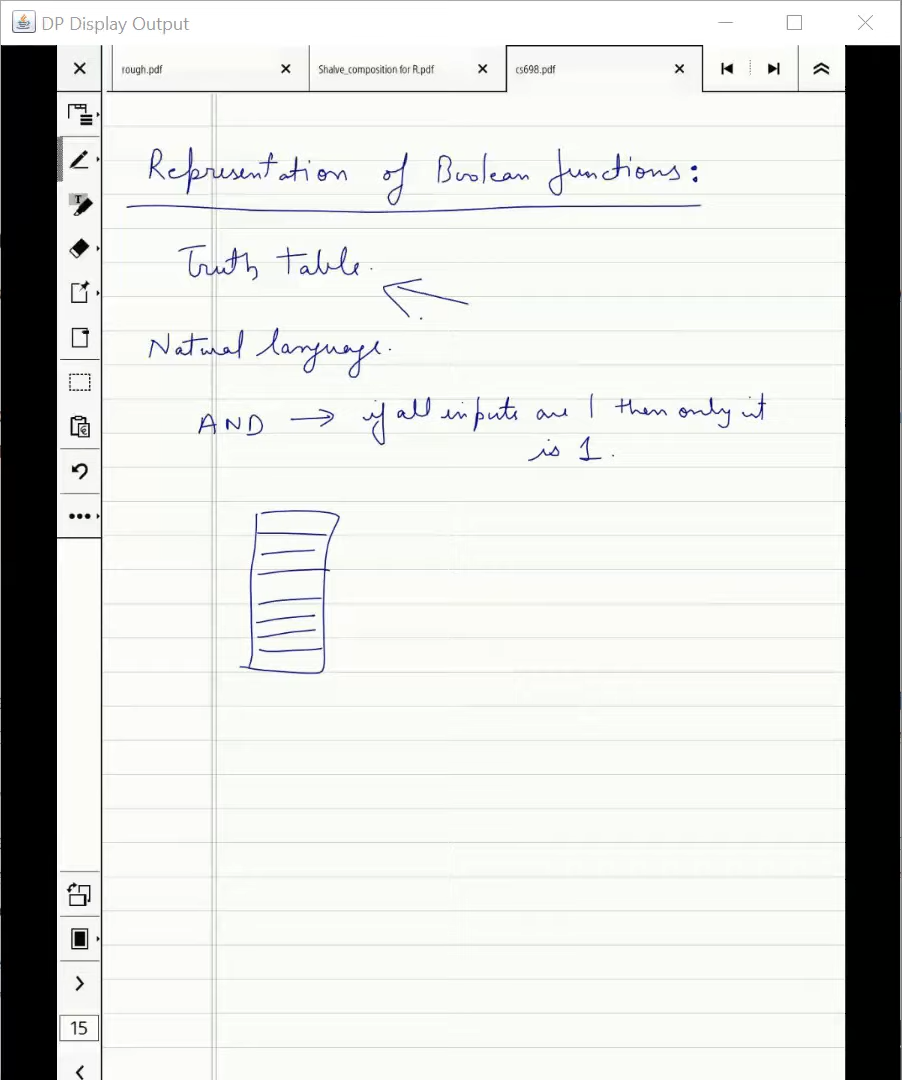 DP Display Output
rough.pdf
Shalve_composition for R.pdf
cs698.pdf
Representation of Boolean functions:
Truth Table.
Natural language.
AND → if all inputs are 1 then only it
is 1.
15